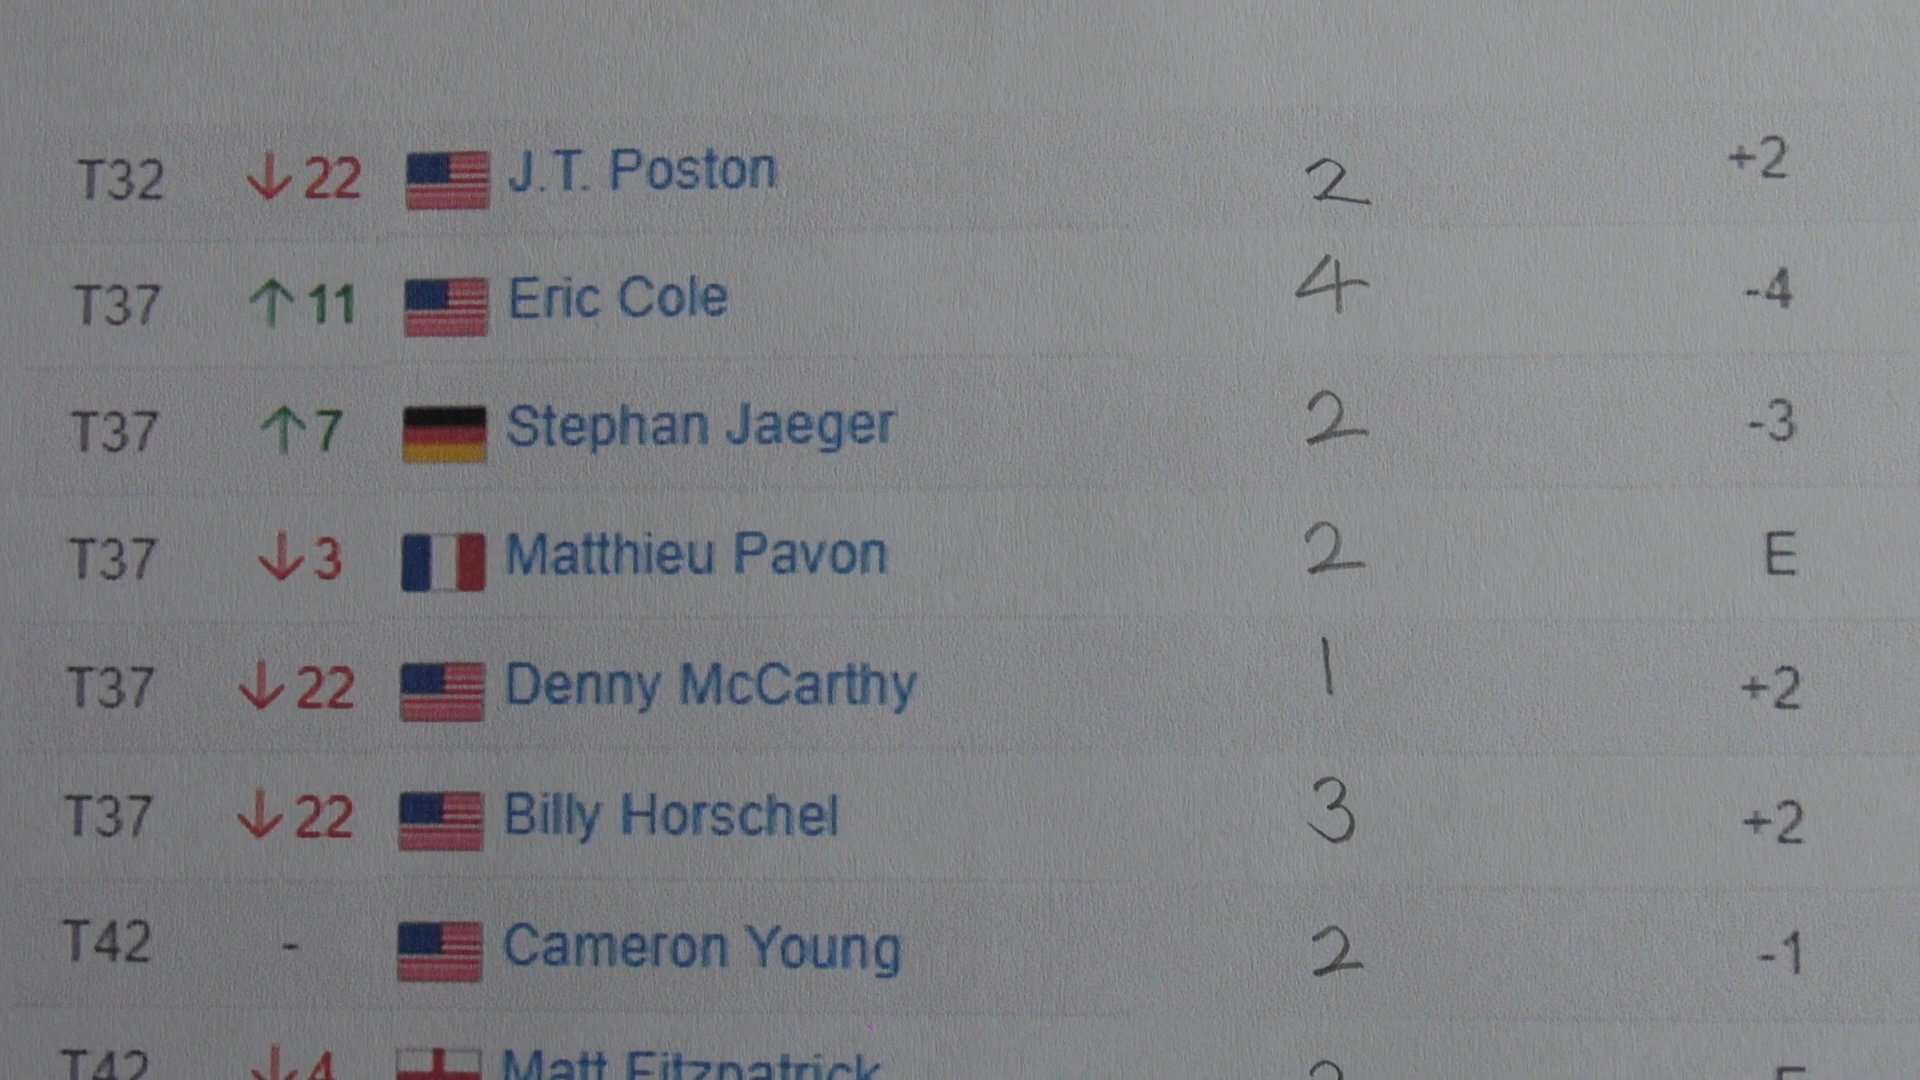 T32 ↓22 J.T. Poston 2 +2
T37 ↑11 Eric Cole 4 -4
T37 ↑7 Stephan Jaeger 2 -3
T37 ↓3 Matthieu Pavon 2 E
T37 ↓22 Denny McCarthy 1 +2
T37 ↓22 Billy Horschel 3 +2
T42 - Cameron Young 2 -1
T42 ↓4 Matt Fitzpatrick